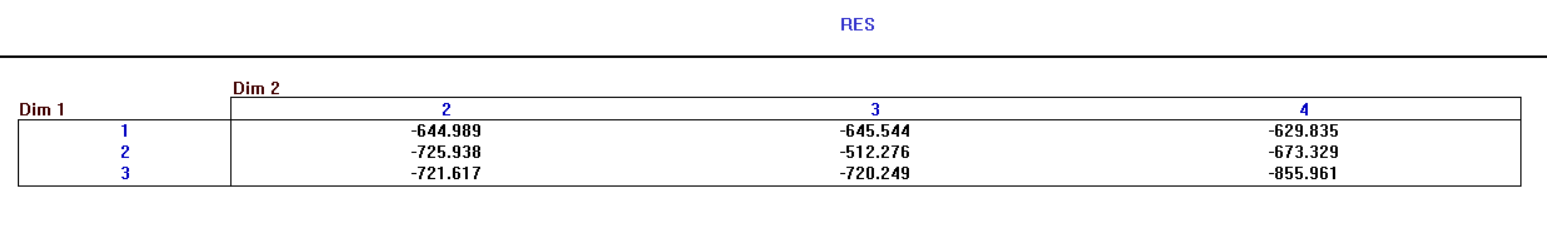 RES
Dim 2
Dim 1 2 3 4
1 -644.989 -645.544 -629.835
2 -725.938 -512.276 -673.329
3 -721.617 -720.249 -855.961